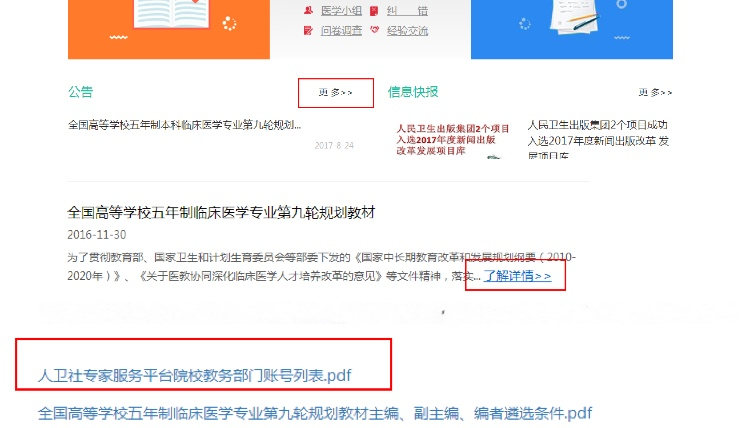 医学小组 纠 错
问卷调查 经验交流
公告 更多>> 信息快报 更多>>
全国高等学校五年制本科临床医学专业第九轮规划...
2017-8-24
人民卫生出版集团2个项目
入选2017年度新闻出版
改革发展项目库
人民卫生出版集团2个项目成功
入选2017年度新闻出版改革 发
展项目库
全国高等学校五年制临床医学专业第九轮规划教材
2016-11-30
为了贯彻教育部、国家卫生和计划生育委员会等部委下发的《国家中长期教育改革和发展规划纲要（2010-
2020年）》、《关于医教协同深化临床医学人才培养改革的意见》等文件精神，落实... 了解详情>>
人卫社专家服务平台院校教务部门账号列表.pdf
全国高等学校五年制临床医学专业第九轮规划教材主编、副主编、编者遴选条件.pdf